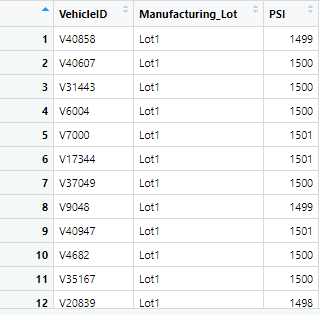 VehicleID Manufacturing_Lot PSI
1 V40858 Lot1 1499
2 V40607 Lot1 1500
3 V31443 Lot1 1500
4 V6004 Lot1 1500
5 V7000 Lot1 1501
6 V17344 Lot1 1501
7 V37049 Lot1 1500
8 V9048 Lot1 1499
9 V40947 Lot1 1501
10 V4682 Lot1 1500
11 V35167 Lot1 1500
12 V20839 Lot1 1498